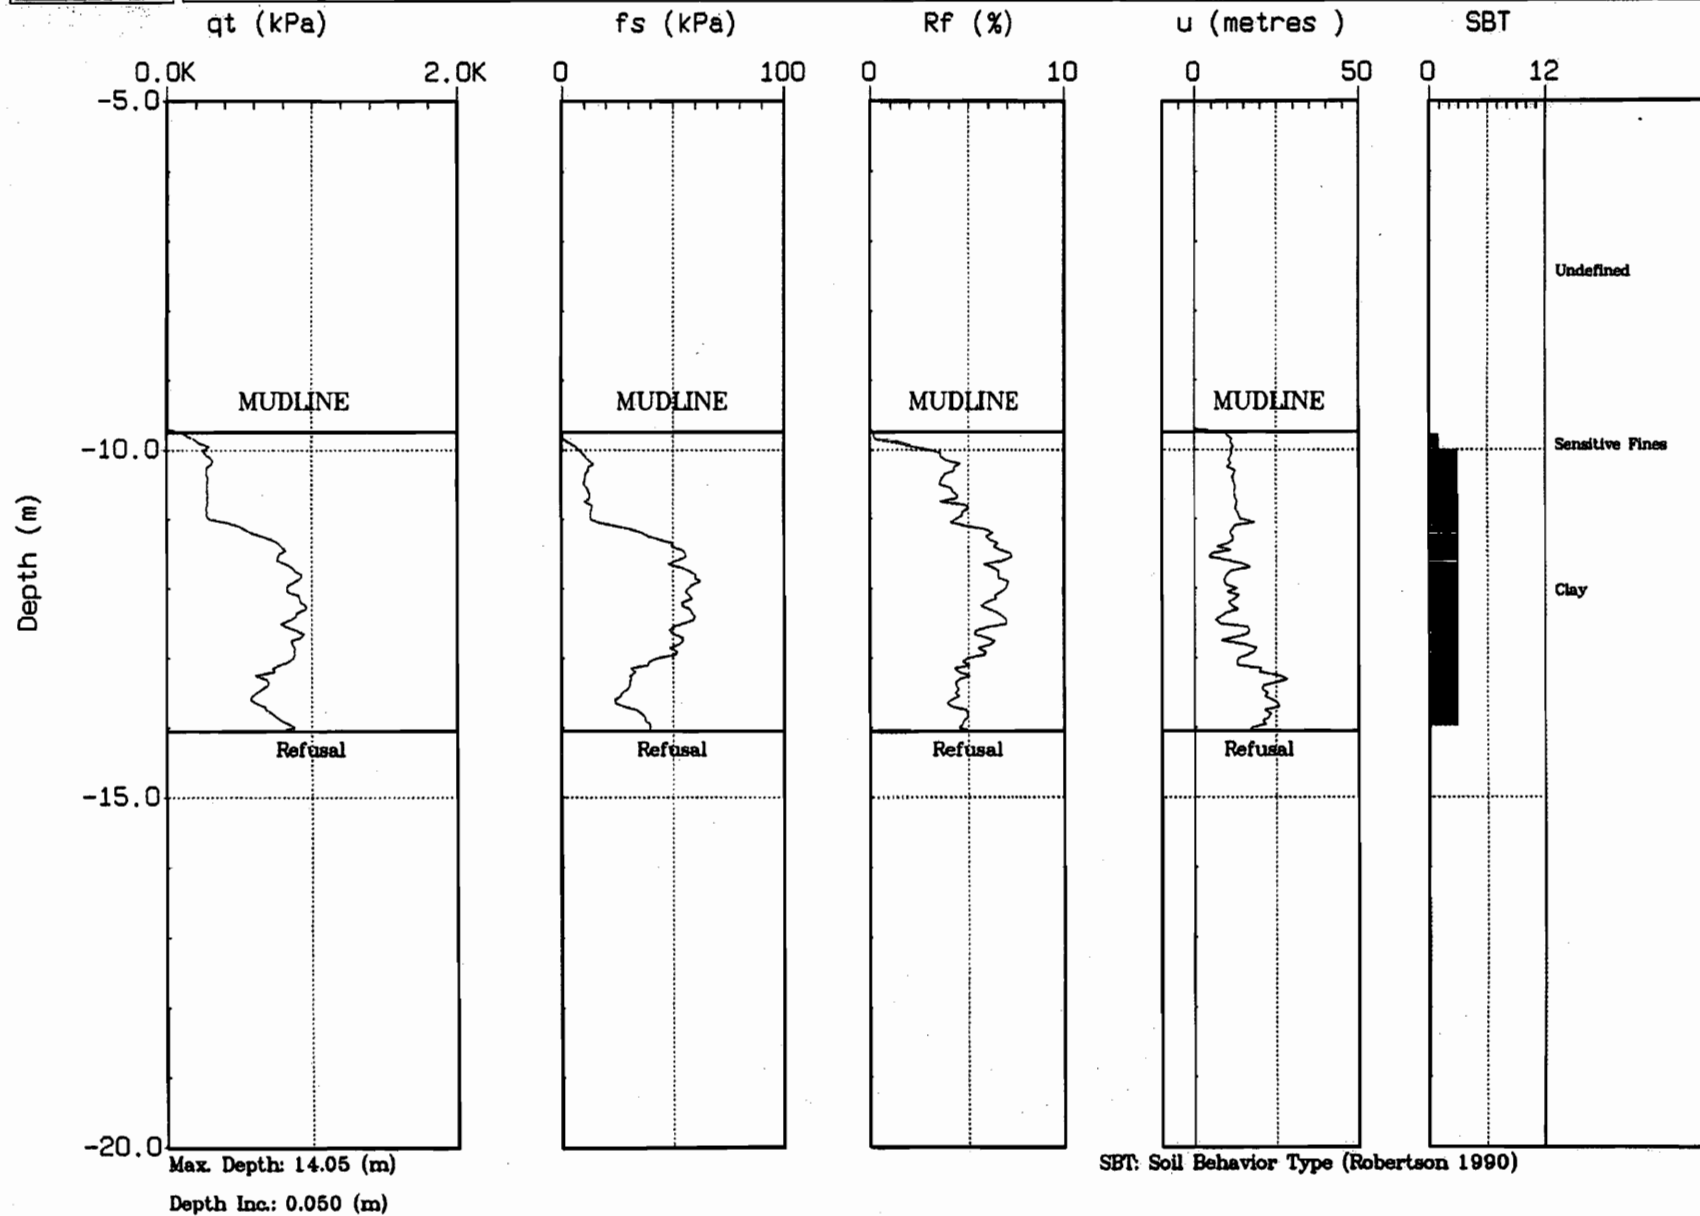 qt (kPa) fs (kPa) Rf (%) u (metres ) SBT
0.0K 2.0K 0 100 0 10 0 50 0 12
-5.0
Undefined
MUDLINE MUDLINE MUDLINE MUDLINE
-10.0 Sensitive Fines
Depth (m)
Clay
Refusal Refusal Refusal Refusal
-15.0
-20.0
Max. Depth: 14.05 (m) SBT: Soil Behavior Type (Robertson 1990)
Depth Inc.: 0.050 (m)